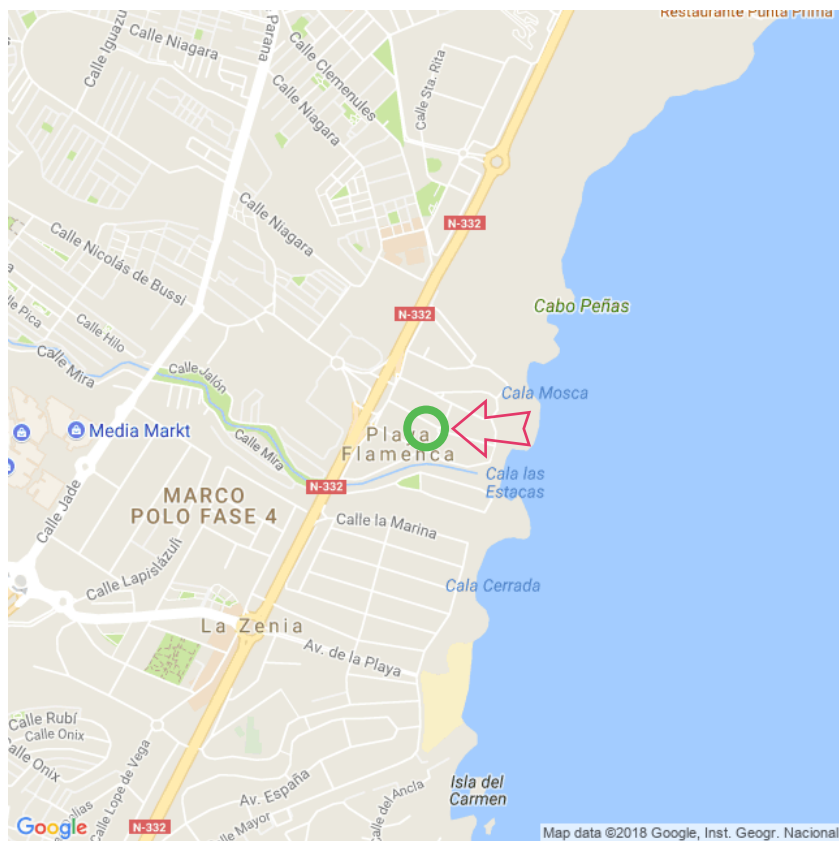 Restaurante Punta Prima
Calle Iguazú
Calle Niagara
Parana
Calle Clemenules
Calle Sta. Rita
Calle Niagara
Calle Niagara
N-332
Calle Nicolás de Bussi
Cabo Peñas
N-332
Calle Pica
Calle Hilo
Calle Mira
Calle Jalón
Cala Mosca
Media Markt
Calle Mira
Playa
Flamenca
Cala las
Estacas
N-332
MARCO
POLO FASE 4
Calle Jade
Calle la Marina
Calle Lapislázuli
Cala Cerrada
La Zenia
Av. de la Playa
Calle Rubí
Calle Onix
Calle Onix
Calle Lope de Vega
Av. España
Isla del
Carmen
Calle del Ancla
Calle Mayor
N-332
Google
Map data ©2018 Google, Inst. Geogr. Nacional